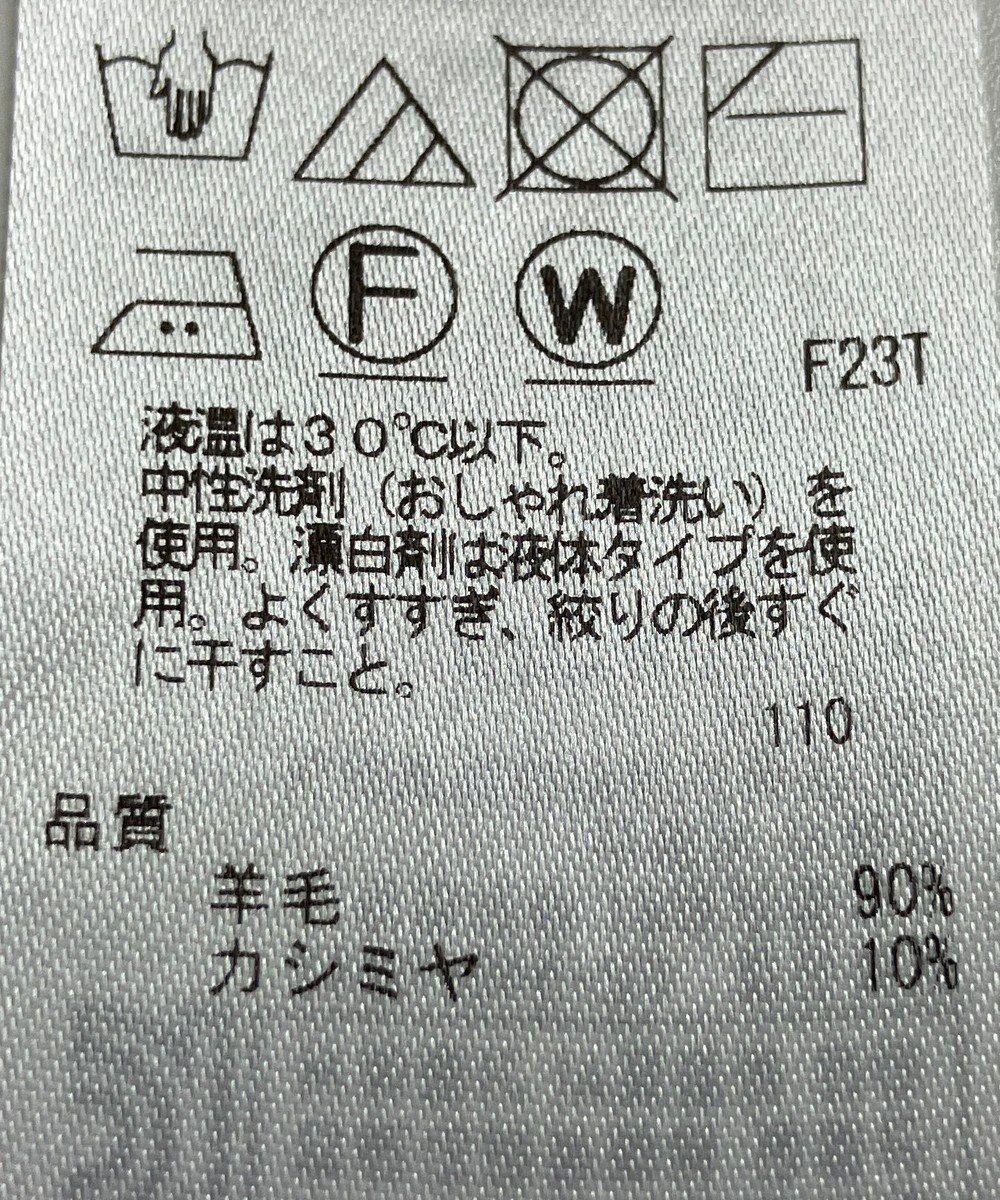 F
W
F23T
液温は30℃以下。
中性洗剤（おしゃれ着洗い）を
使用。漂白剤は液体タイプを使
用。よくすすぎ、絞りの後すぐ
に干すこと。
110
品質
羊毛 90%
カシミヤ 10%